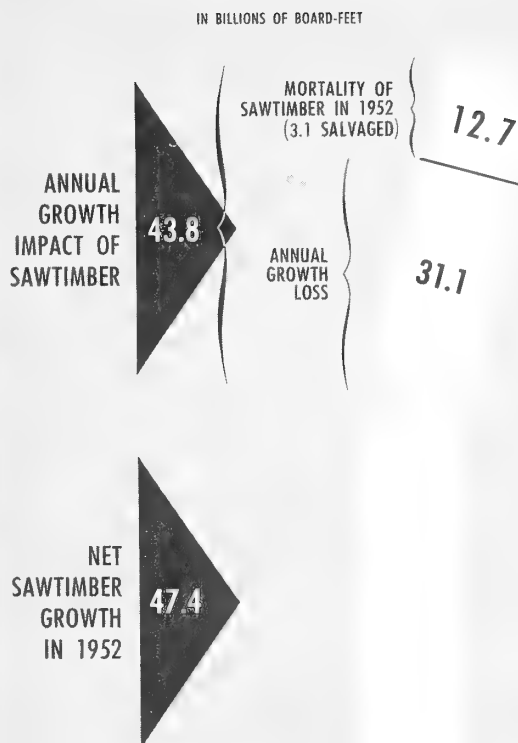 IN BILLIONS OF BOARD-FEET
MORTALITY OF
SAWTIMBER IN 1952
(3.1 SALVAGED)
12.7
ANNUAL
GROWTH
IMPACT OF
SAWTIMBER
43.8
ANNUAL
GROWTH
LOSS
31.1
NET
SAWTIMBER
GROWTH
IN 1952
47.4